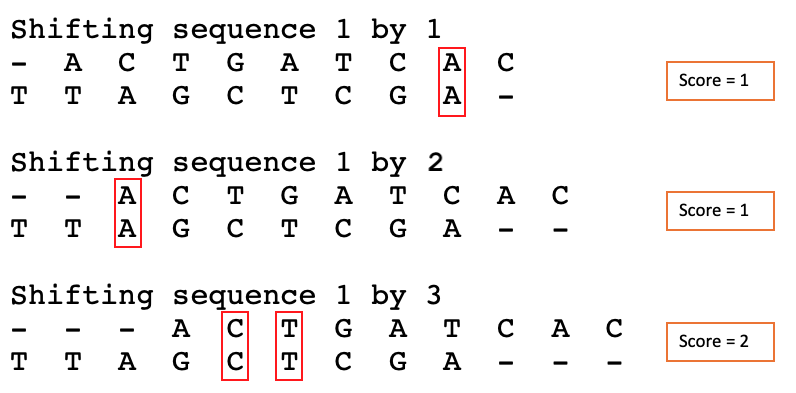 Shifting sequence 1 by 1
- A C T G A T C A C
T T A G C T C G A -
Score = 1
Shifting sequence 1 by 2
- - A C T G A T C A C
T T A G C T C G A - -
Score = 1
Shifting sequence 1 by 3
- - - A C T G A T C A C
T T A G C T C G A - - -
Score = 2